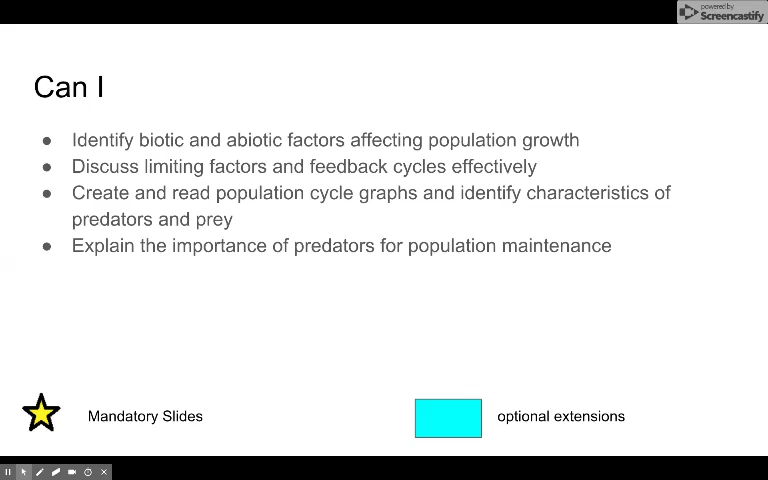 powered by
Screencastify
Can I
● Identify biotic and abiotic factors affecting population growth
● Discuss limiting factors and feedback cycles effectively
● Create and read population cycle graphs and identify characteristics of
predators and prey
● Explain the importance of predators for population maintenance
Mandatory Slides
optional extensions